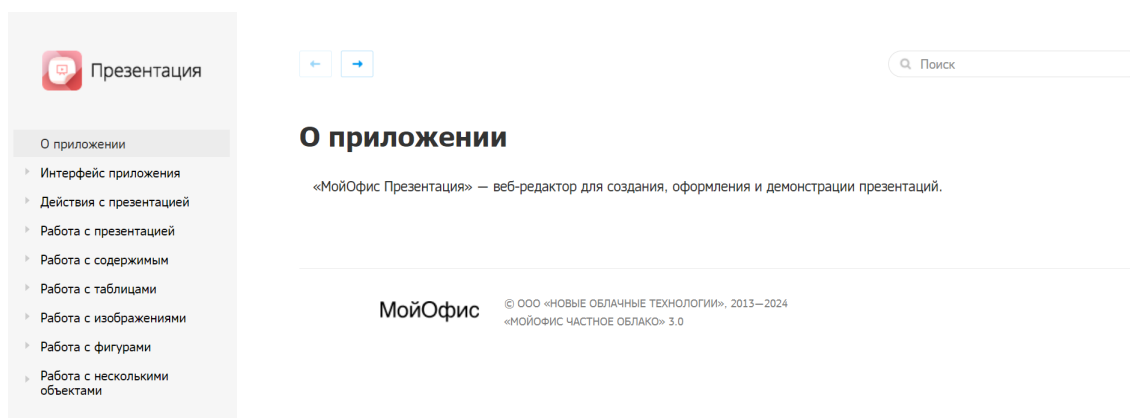 Презентация
О приложении
Интерфейс приложения
Действия с презентацией
Работа с презентацией
Работа с содержимым
Работа с таблицами
Работа с изображениями
Работа с фигурами
Работа с несколькими
объектами
Поиск
О приложении
«МойОфис Презентация» — веб-редактор для создания, оформления и демонстрации презентаций.
МойОфис
© ООО «НОВЫЕ ОБЛАЧНЫЕ ТЕХНОЛОГИИ», 2013—2024
«МОЙОФИС ЧАСТНОЕ ОБЛАКО» 3.0